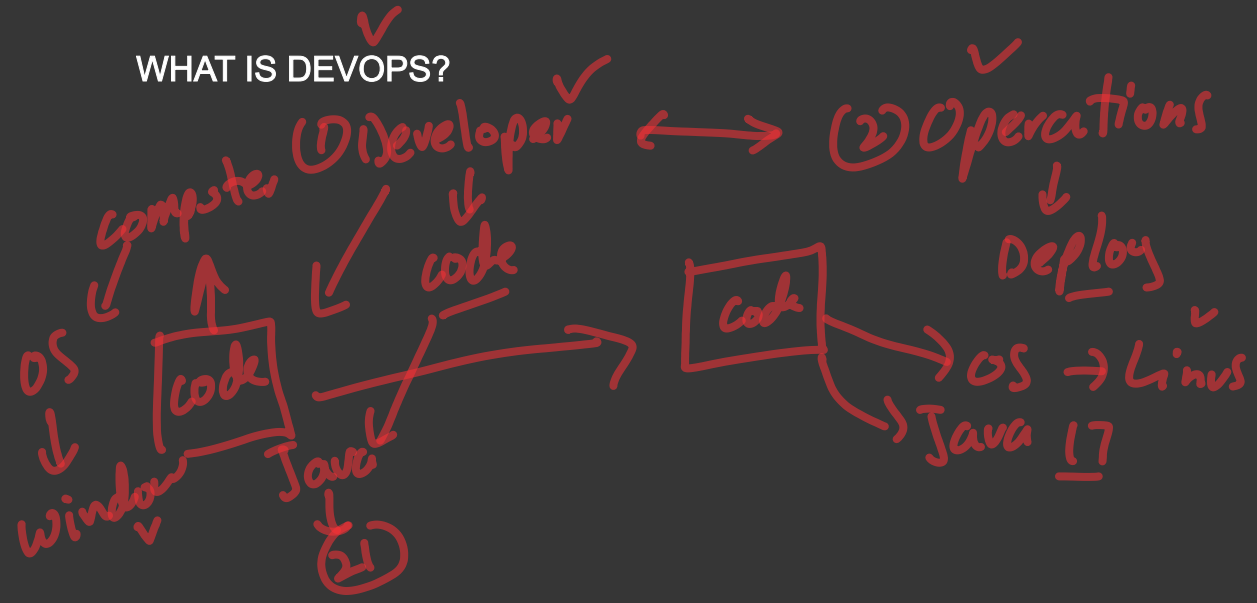 WHAT IS DEVOPS?
(1) Developer
(2) Operations
computer
code
Deploy
code
OS
code
OS → Linus
Java 17
window
Java
21